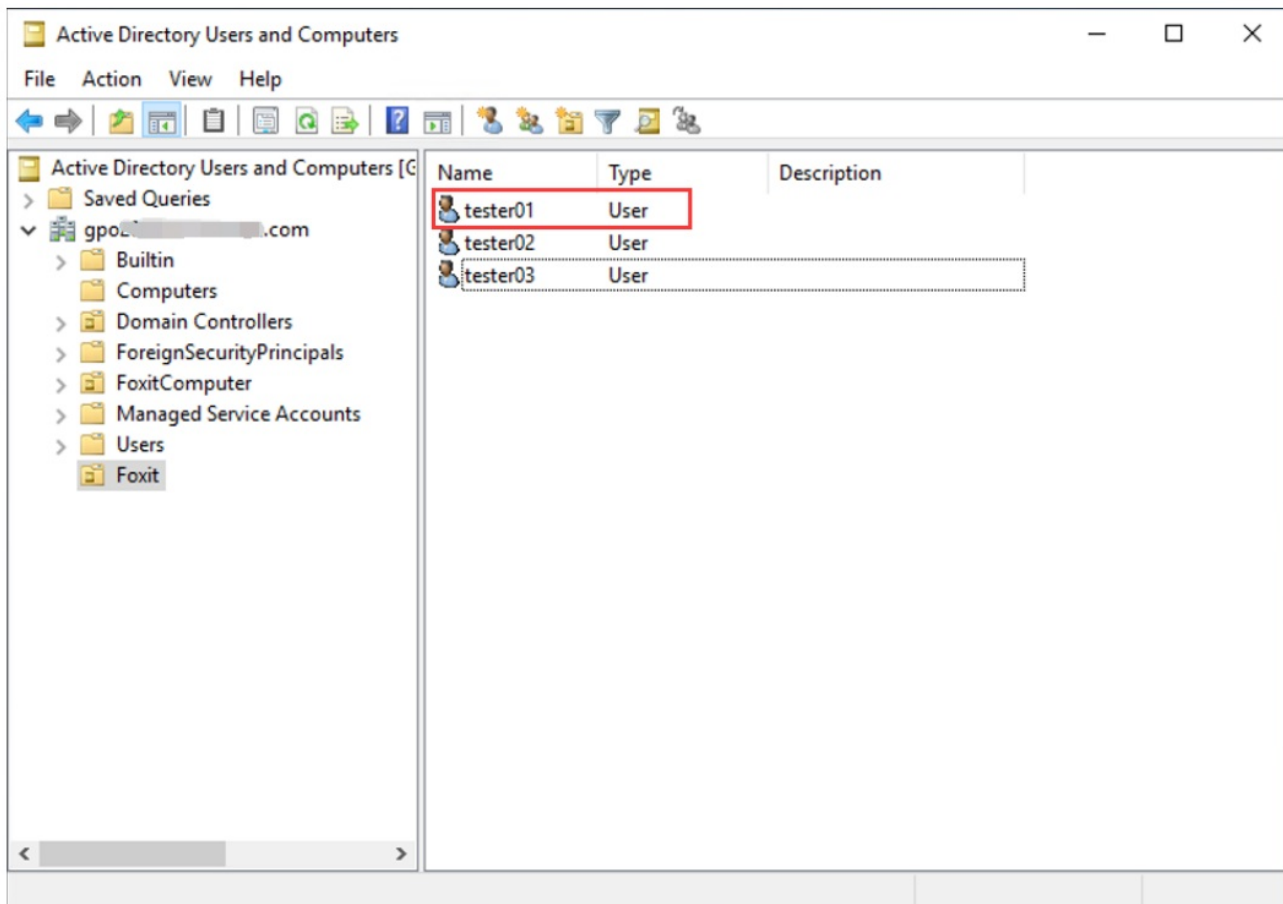 Active Directory Users and Computers
File Action View Help
Active Directory Users and Computers [G
Saved Queries
.com
Builtin
Computers
Domain Controllers
ForeignSecurityPrincipals
FoxitComputer
Managed Service Accounts
Users
Foxit
Name Type Description
tester01 User
tester02 User
tester03 User